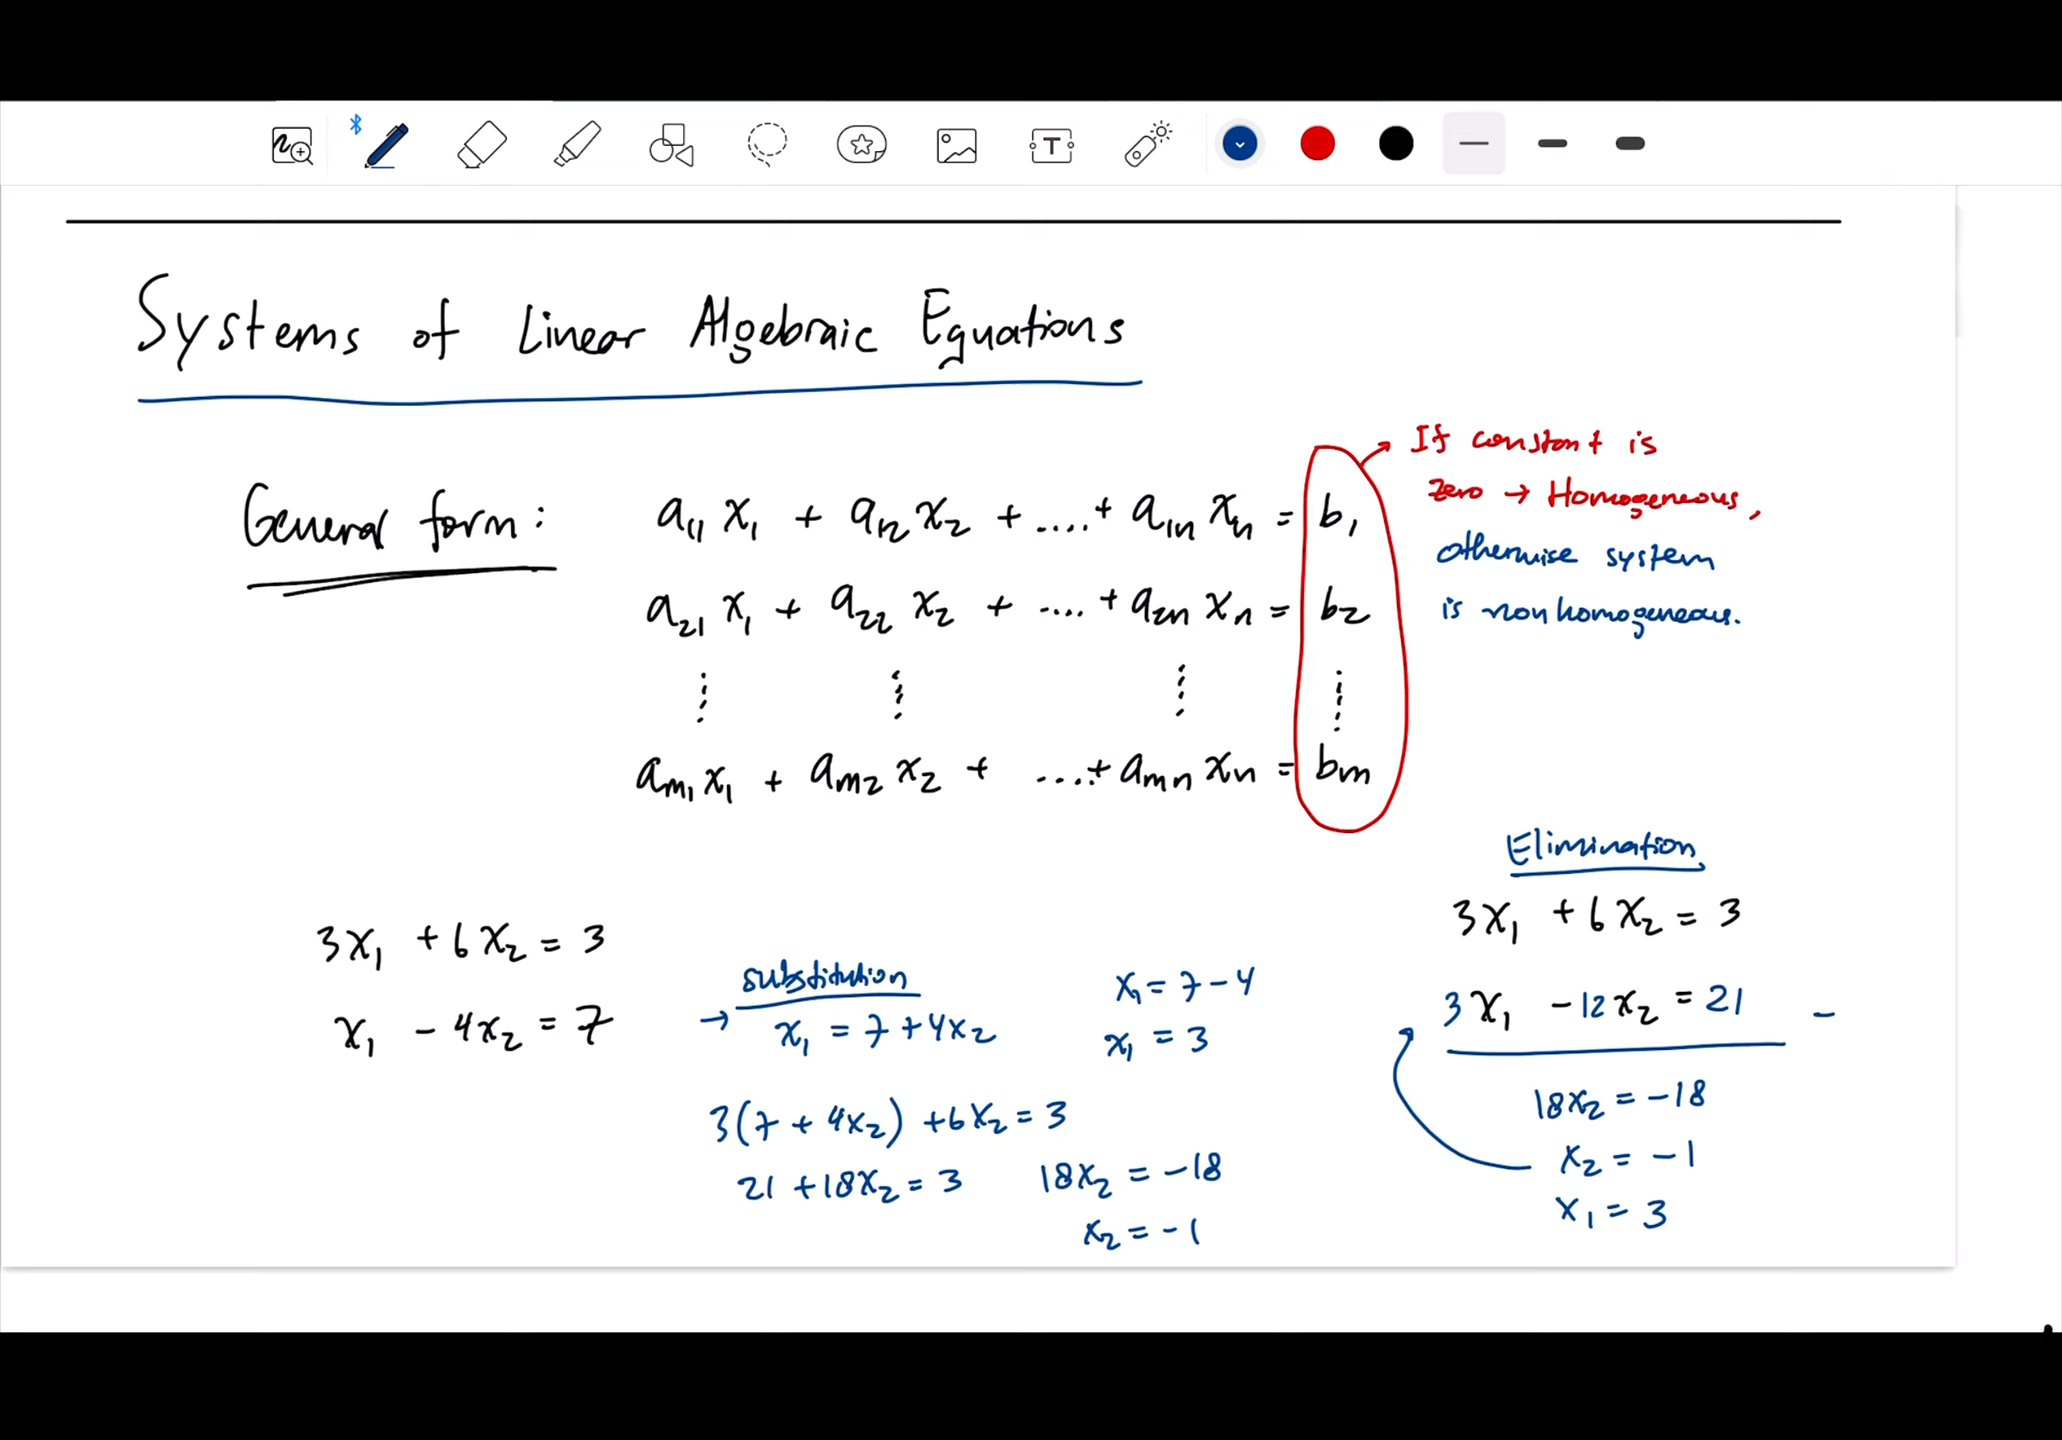 Systems of Linear Algebraic Equations
General form:
a₁₁ x₁ + a₁₂ x₂ + ....+ a₁ₙ xₙ = b₁
a₂₁ x₁ + a₂₂ x₂ + ....+ a₂ₙ xₙ = b₂
⋮ ⋮ ⋮ ⋮
aₘ₁ x₁ + aₘ₂ x₂ + ....+ aₘₙ xₙ = bₘ
→ If constant is
zero → Homogeneous,
otherwise system
is nonhomogeneous.
3x₁ + 6x₂ = 3
x₁ - 4x₂ = 7
substitution
→ x₁ = 7 + 4x₂
3(7 + 4x₂) + 6x₂ = 3
21 + 18x₂ = 3
18x₂ = -18
x₂ = -1
x₁ = 7 - 4
x₁ = 3
Elimination
3x₁ + 6x₂ = 3
3x₁ - 12x₂ = 21 -
18x₂ = -18
x₂ = -1
x₁ = 3